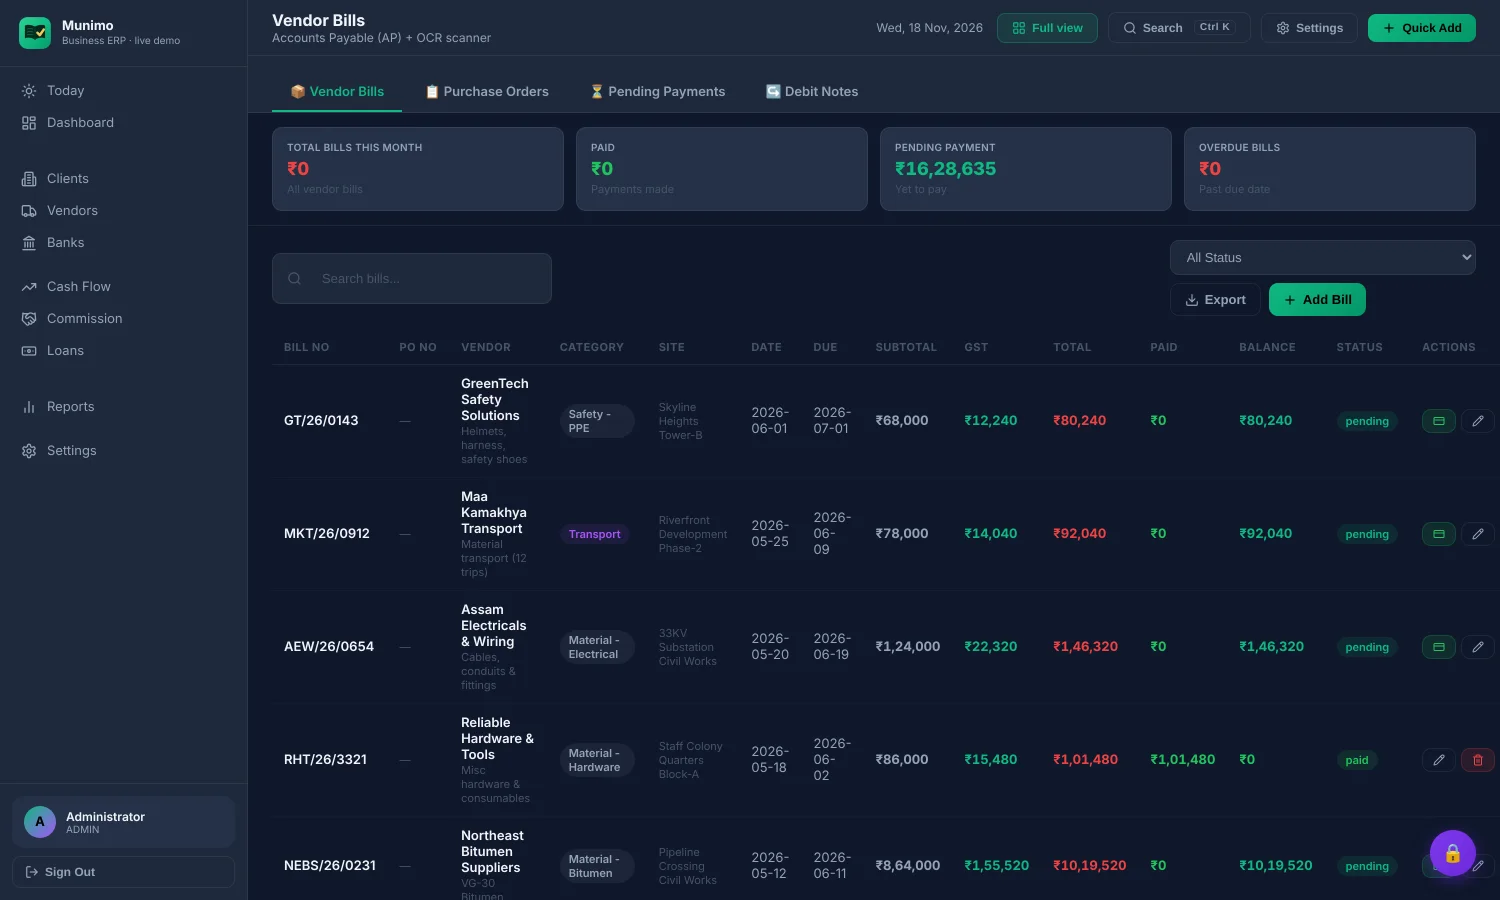 Munimo
Business ERP · live demo
Today
Dashboard
Clients
Vendors
Banks
Cash Flow
Commission
Loans
Reports
Settings
A
Administrator
ADMIN
Sign Out
Vendor Bills
Accounts Payable (AP) + OCR scanner
Wed, 18 Nov, 2026
Full view
Search Ctrl K
Settings
+ Quick Add
Vendor Bills
Purchase Orders
Pending Payments
Debit Notes
TOTAL BILLS THIS MONTH
₹0
All vendor bills
PAID
₹0
Payments made
PENDING PAYMENT
₹16,28,635
Yet to pay
OVERDUE BILLS
₹0
Past due date
Search bills...
All Status
Export
+ Add Bill
BILL NO PO NO VENDOR CATEGORY SITE DATE DUE SUBTOTAL GST TOTAL PAID BALANCE STATUS ACTIONS
GT/26/0143
—
GreenTech
Safety
Solutions
Helmets,
harness,
safety shoes
Safety -
PPE
Skyline
Heights
Tower-B
2026-
06-01
2026-
07-01
₹68,000
₹12,240
₹80,240
₹0
₹80,240
pending
MKT/26/0912
—
Maa
Kamakhya
Transport
Material
transport (12
trips)
Transport
Riverfront
Development
Phase-2
2026-
05-25
2026-
06-
09
₹78,000
₹14,040
₹92,040
₹0
₹92,040
pending
AEW/26/0654
—
Assam
Electricals
& Wiring
Cables,
conduits &
fittings
Material -
Electrical
33KV
Substation
Civil Works
2026-
05-20
2026-
06-19
₹1,24,000
₹22,320
₹1,46,320
₹0
₹1,46,320
pending
RHT/26/3321
—
Reliable
Hardware &
Tools
Misc
hardware &
consumables
Material -
Hardware
Staff Colony
Quarters
Block-A
2026-
05-18
2026-
06-
02
₹86,000
₹15,480
₹1,01,480
₹1,01,480
₹0
paid
NEBS/26/0231
—
Northeast
Bitumen
Suppliers
VG-30
Bitumen
Material -
Bitumen
Pipeline
Crossing
Civil Works
2026-
05-12
2026-
06-11
₹8,64,000
₹1,55,520
₹10,19,520
₹0
₹10,19,520
pending